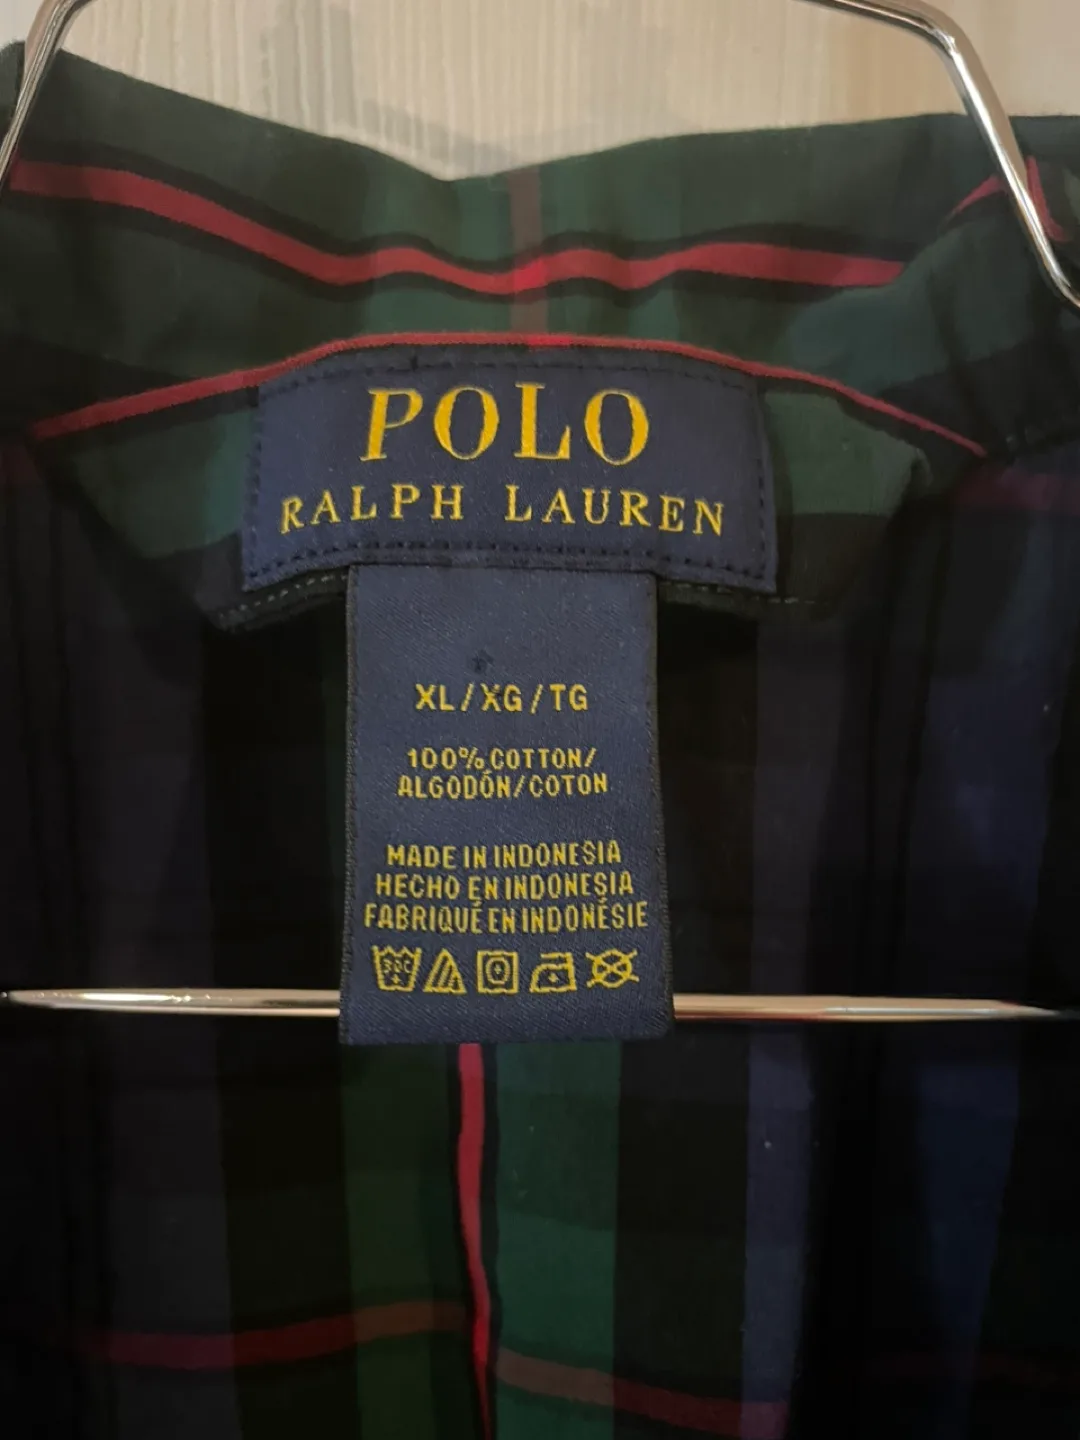 POLO
RALPH LAUREN
XL/XG/TG
100% COTTON/
ALGODÓN/COTON
MADE IN INDONESIA
HECHO EN INDONESIA
FABRIQUÉ EN INDONÉSIE